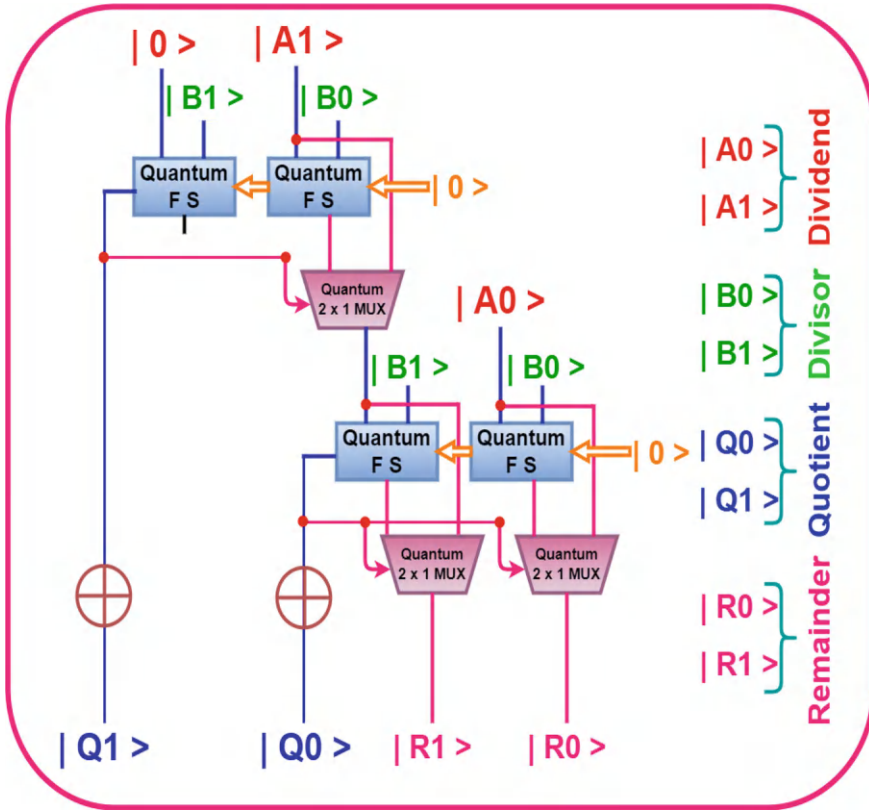 | 0 > | A1 >
| B1 > | B0 >
Quantum F S
Quantum F S
| 0 >
Quantum 2 x 1 MUX
| A0 >
| B1 > | B0 >
Quantum F S
Quantum F S
| 0 >
Quantum 2 x 1 MUX
Quantum 2 x 1 MUX
| Q1 > | Q0 > | R1 > | R0 >
| A0 >
| A1 >
Dividend
| B0 >
| B1 >
Divisor
| Q0 >
| Q1 >
Quotient
| R0 >
| R1 >
Remainder